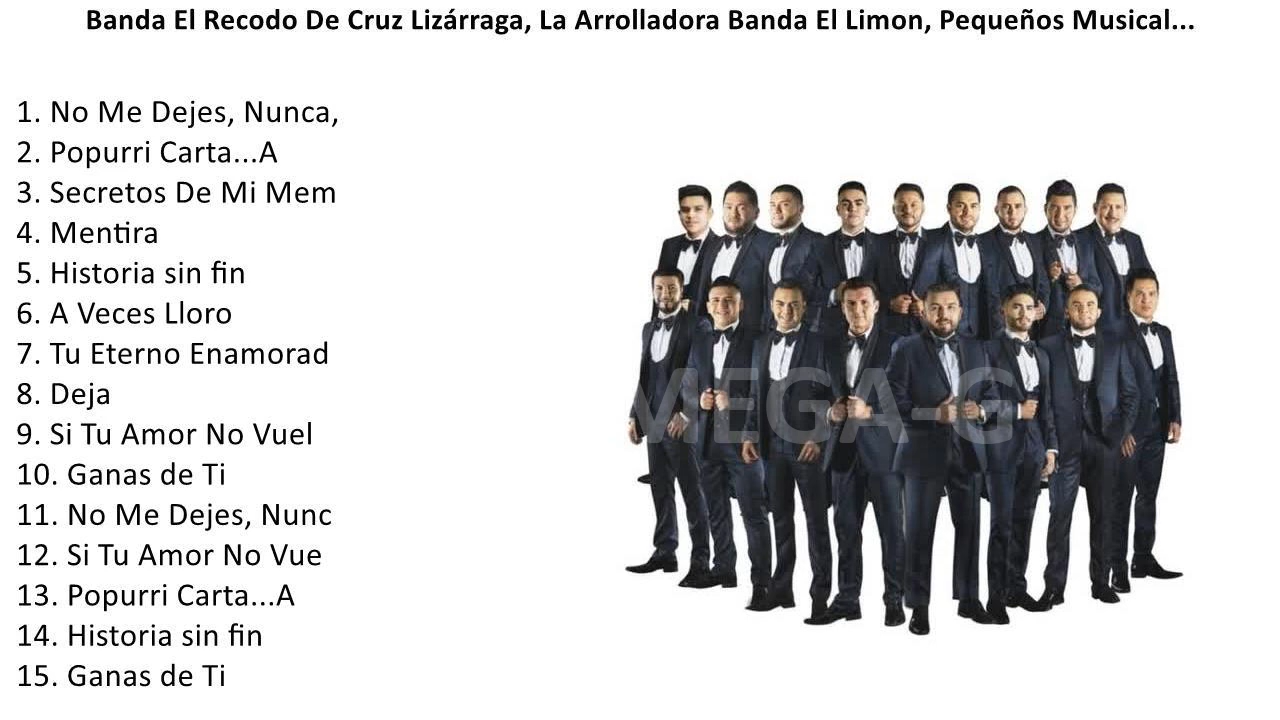 Banda El Recodo De Cruz Lizárraga, La Arrolladora Banda El Limon, Pequeños Musical...
1. No Me Dejes, Nunca,
2. Popurri Carta...A
3. Secretos De Mi Mem
4. Mentira
5. Historia sin fin
6. A Veces Lloro
7. Tu Eterno Enamorad
8. Deja
9. Si Tu Amor No Vuel
10. Ganas de Ti
11. No Me Dejes, Nunc
12. Si Tu Amor No Vue
13. Popurri Carta...A
14. Historia sin fin
15. Ganas de Ti
MEGA-G